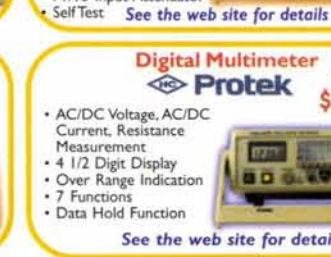 • Self Test See the web site for details
Digital Multimeter
HC Protek
$
• AC/DC Voltage, AC/DC
Current, Resistance
Measurement
• 4 1/2 Digit Display
• Over Range Indication
• 7 Functions
• Data Hold Function
See the web site for detai